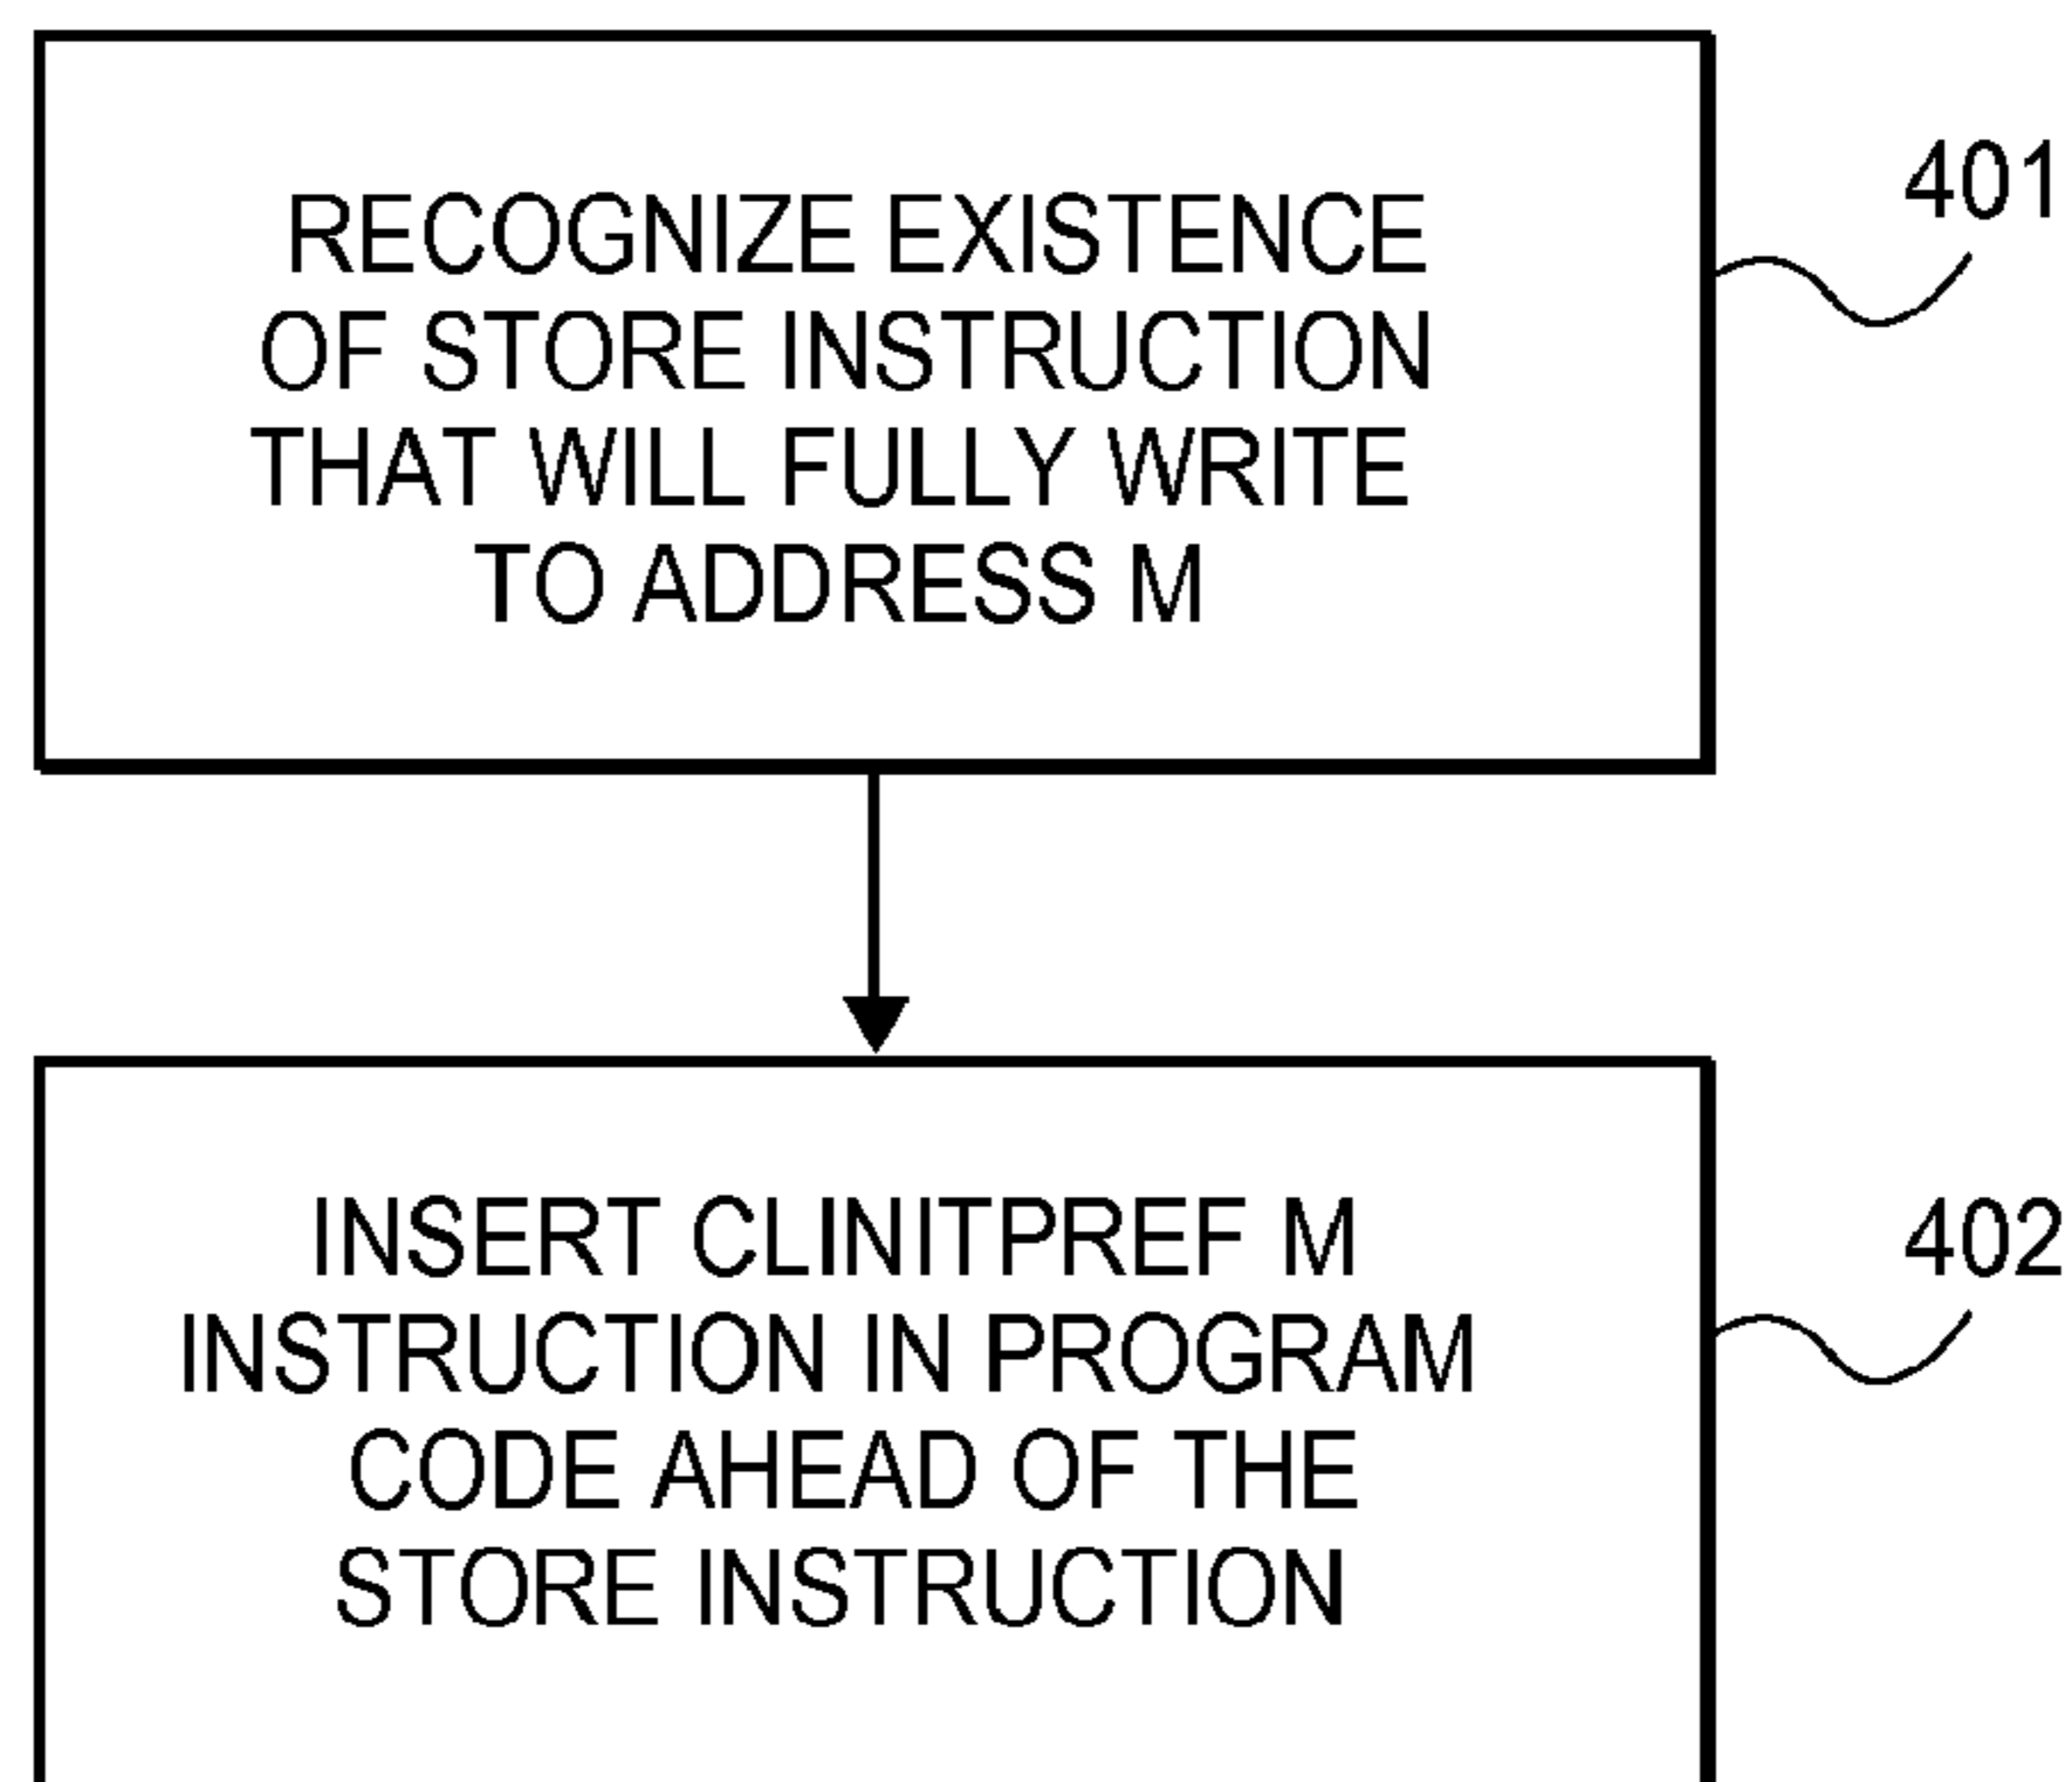 RECOGNIZE EXISTENCE
OF STORE INSTRUCTION
THAT WILL FULLY WRITE
TO ADDRESS M
401
INSERT CLINITPREF M
INSTRUCTION IN PROGRAM
CODE AHEAD OF THE
STORE INSTRUCTION
402